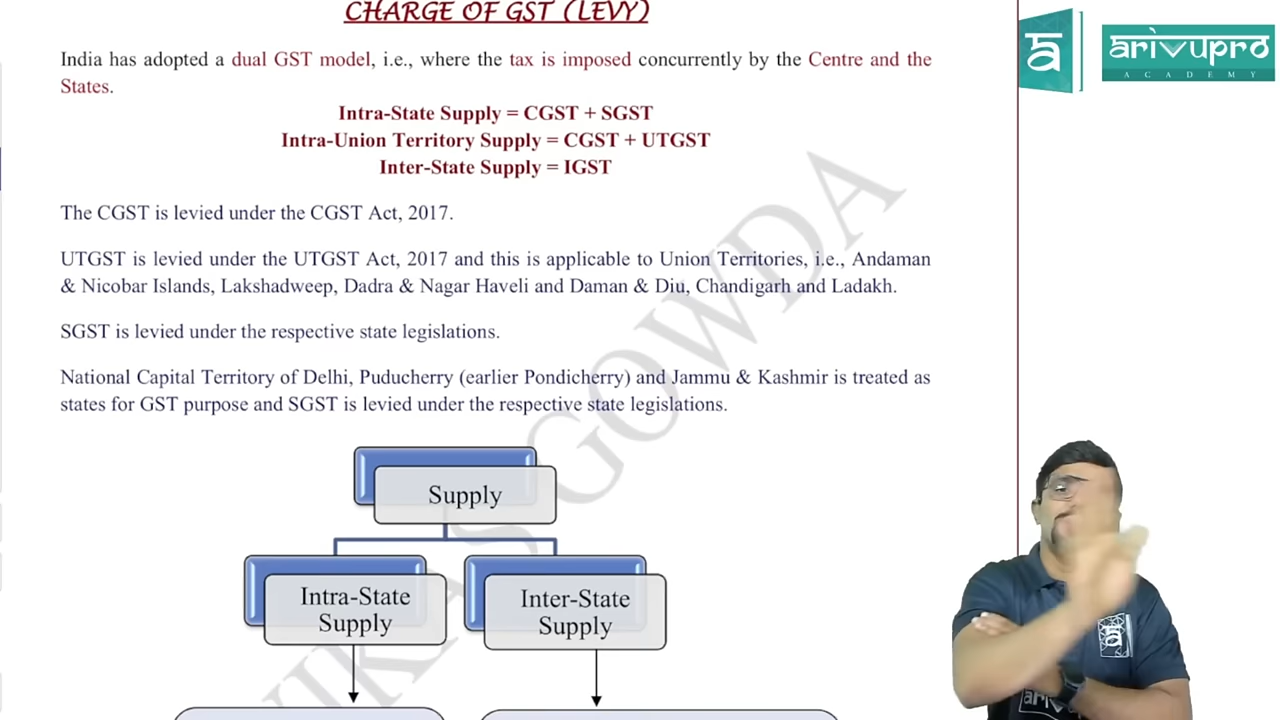 CHARGE OF GST (LEVY)
India has adopted a dual GST model, i.e., where the tax is imposed concurrently by the Centre and the
States.
Intra-State Supply = CGST + SGST
Intra-Union Territory Supply = CGST + UTGST
Inter-State Supply = IGST
The CGST is levied under the CGST Act, 2017.
UTGST is levied under the UTGST Act, 2017 and this is applicable to Union Territories, i.e., Andaman
& Nicobar Islands, Lakshadweep, Dadra & Nagar Haveli and Daman & Diu, Chandigarh and Ladakh.
SGST is levied under the respective state legislations.
National Capital Territory of Delhi, Puducherry (earlier Pondicherry) and Jammu & Kashmir is treated as
states for GST purpose and SGST is levied under the respective state legislations.
Supply
Intra-State
Supply
Inter-State
Supply
KAS GOWDA
arivupro
ACADEMY